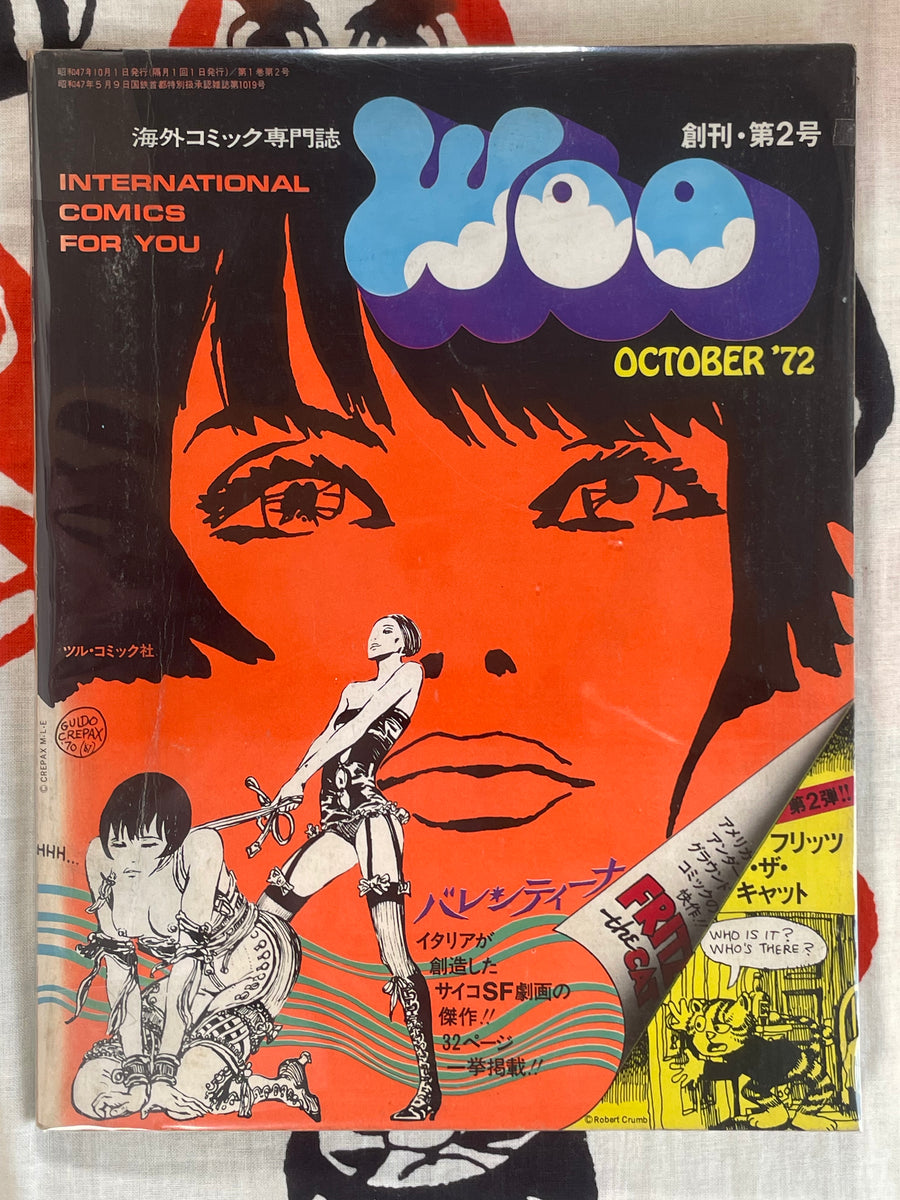 昭和47年10月1日発行(隔月1回1日発行)/第1巻第2号
昭和47年5月9日国鉄首都特別扱承認雑誌第1019号
海外コミック専門誌
創刊・第2号
WOO
INTERNATIONAL
COMICS
FOR YOU
OCTOBER '72
ツル・コミック社
GUIDO
CREPAX
'70
© CREPAX M-L-E
HHH...
バレンティーナ
イタリアが
創造した
サイコSF劇画の
傑作!!
32ページ
一挙掲載!!
第2弾!!
フリッツ
・ザ・
キャット
アメリカ
アンダー
グラウンド
コミックの
快作!!
FRITZ
the CAT
WHO IS IT?
WHO'S THERE?
©Robert Crumb